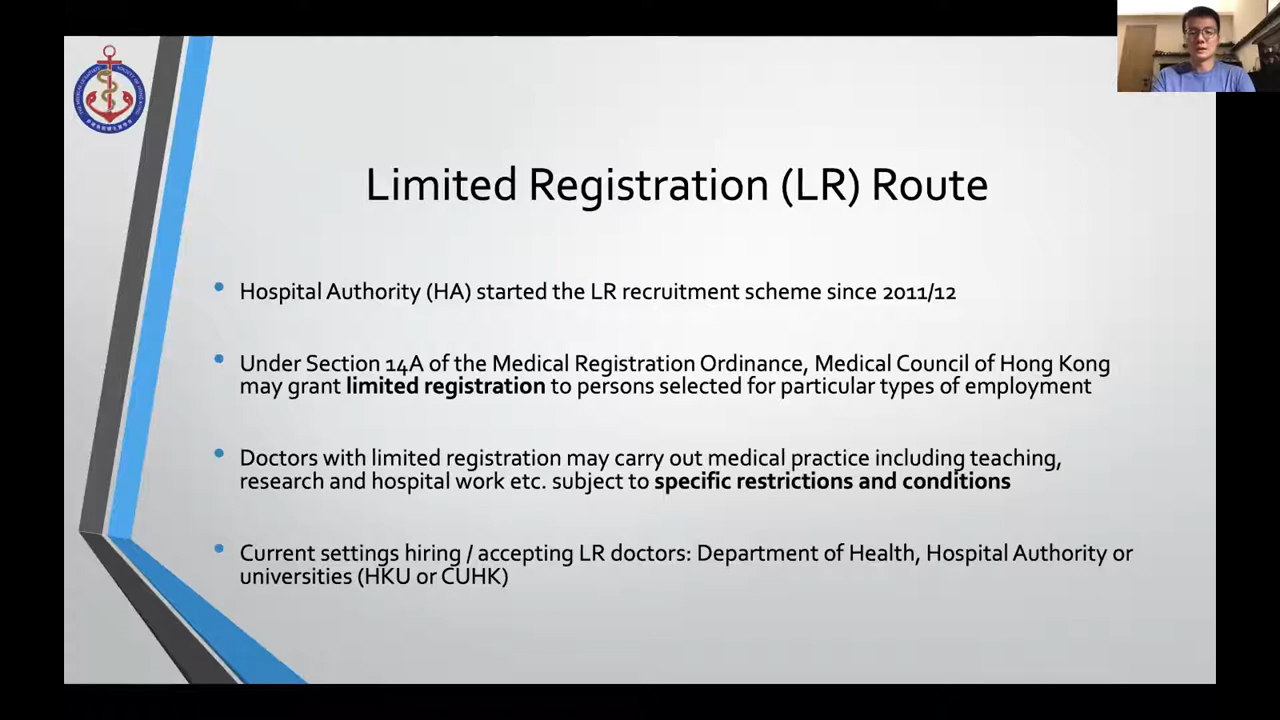 Limited Registration (LR) Route
Hospital Authority (HA) started the LR recruitment scheme since 2011/12
Under Section 14A of the Medical Registration Ordinance, Medical Council of Hong Kong
may grant limited registration to persons selected for particular types of employment
Doctors with limited registration may carry out medical practice including teaching,
research and hospital work etc. subject to specific restrictions and conditions
Current settings hiring / accepting LR doctors: Department of Health, Hospital Authority or
universities (HKU or CUHK)